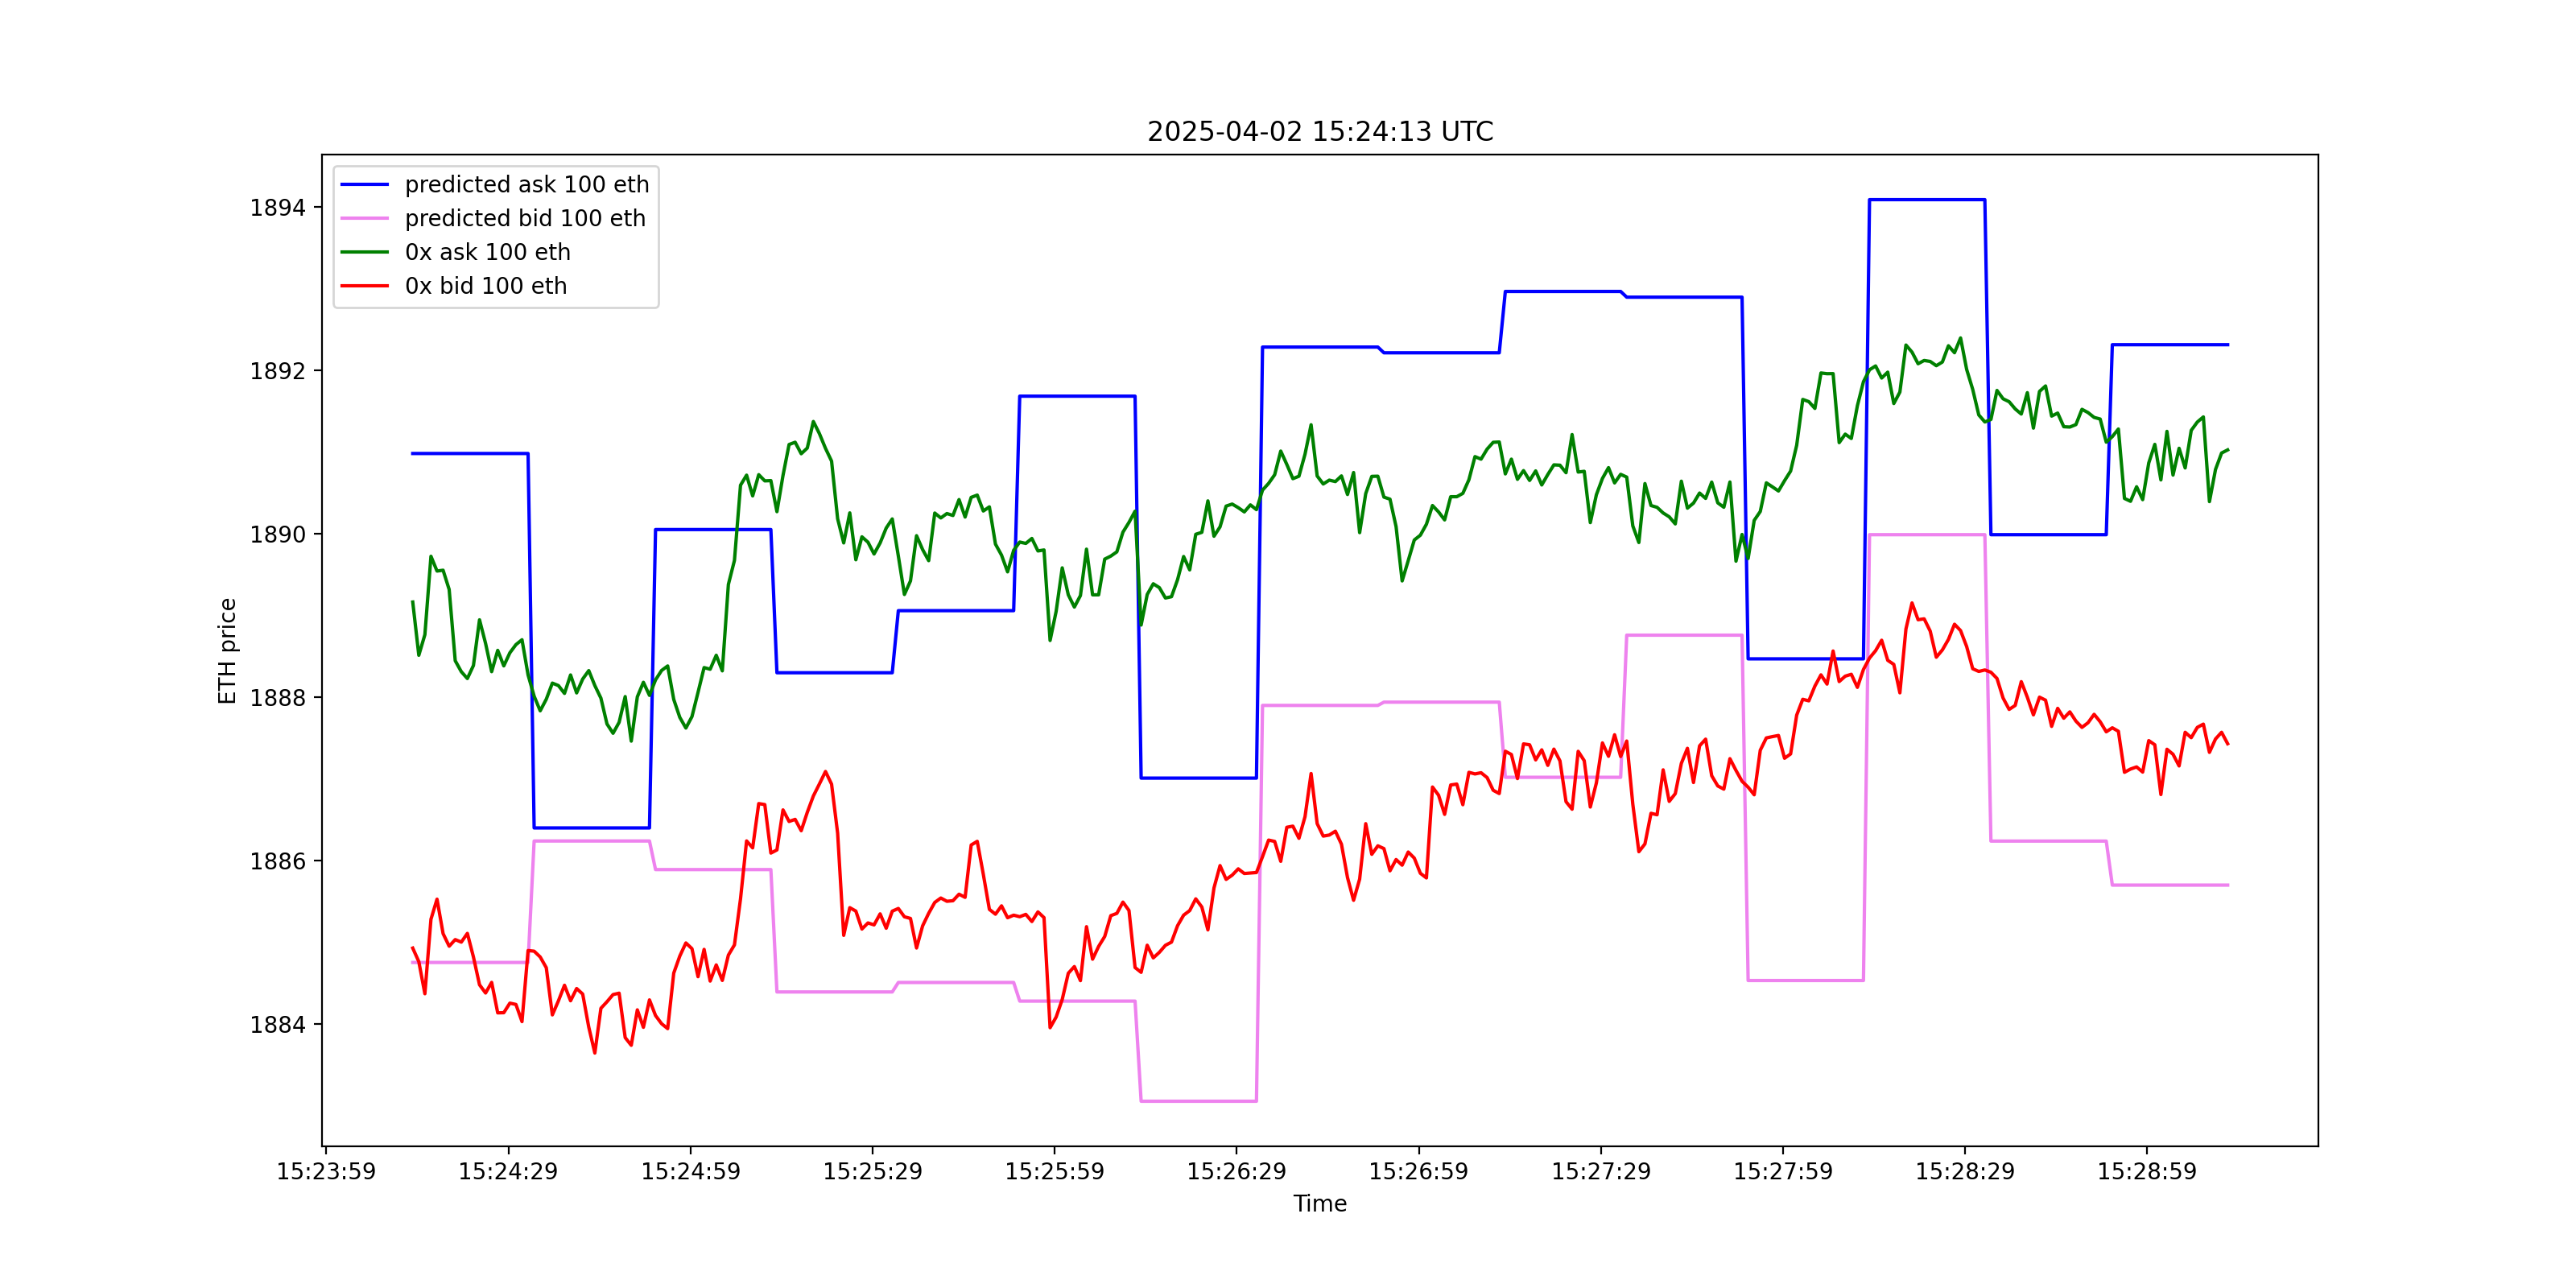 2025-04-02 15:24:13 UTC
predicted ask 100 eth
predicted bid 100 eth
0x ask 100 eth
0x bid 100 eth
ETH price
1894
1892
1890
1888
1886
1884
15:23:59 15:24:29 15:24:59 15:25:29 15:25:59 15:26:29 15:26:59 15:27:29 15:27:59 15:28:29 15:28:59
Time